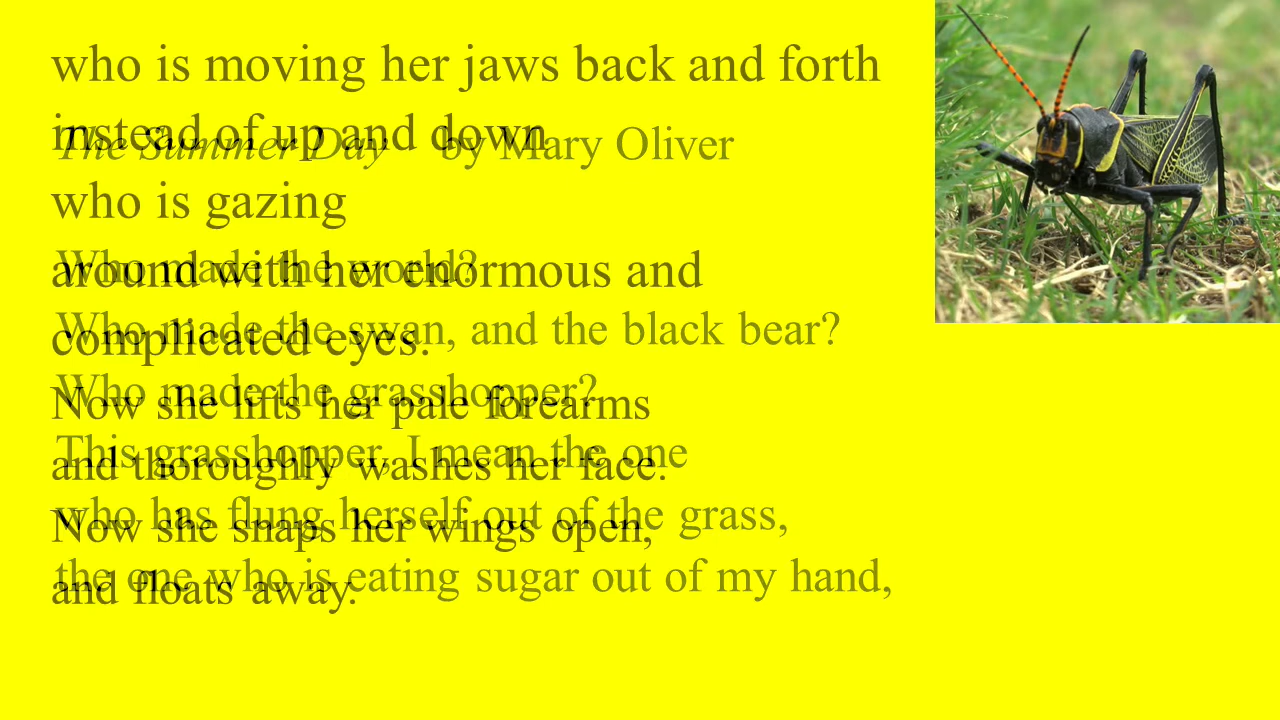 who is moving her jaws back and forth
instead of up and down
who is gazing
around with her enormous and
complicated eyes.
Now she lifts her pale forearms
and thoroughly washes her face.
Now she snaps her wings open,
and floats away.
The Summer Day - by Mary Oliver
Who made the world?
Who made the swan, and the black bear?
Who made the grasshopper?
This grasshopper, I mean the one
who has flung herself out of the grass,
the one who is eating sugar out of my hand,